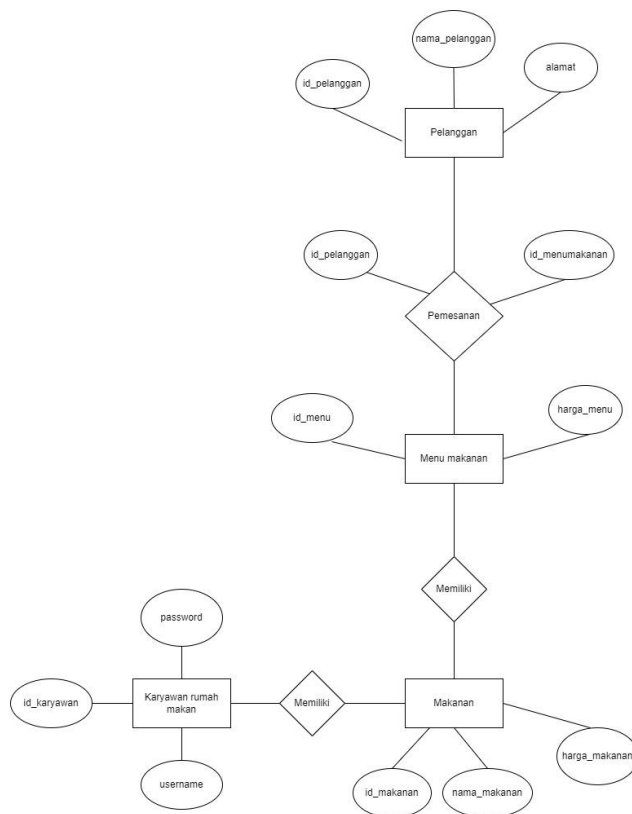 nama_pelanggan
alamat
id_pelanggan
Pelanggan
id_pelanggan
id_menumakanan
Pemesanan
harga_menu
id_menu
Menu makanan
Memiliki
password
id_karyawan
Karyawan rumah
makan
Memiliki
Makanan
harga_makanan
username
id_makanan
nama_makanan